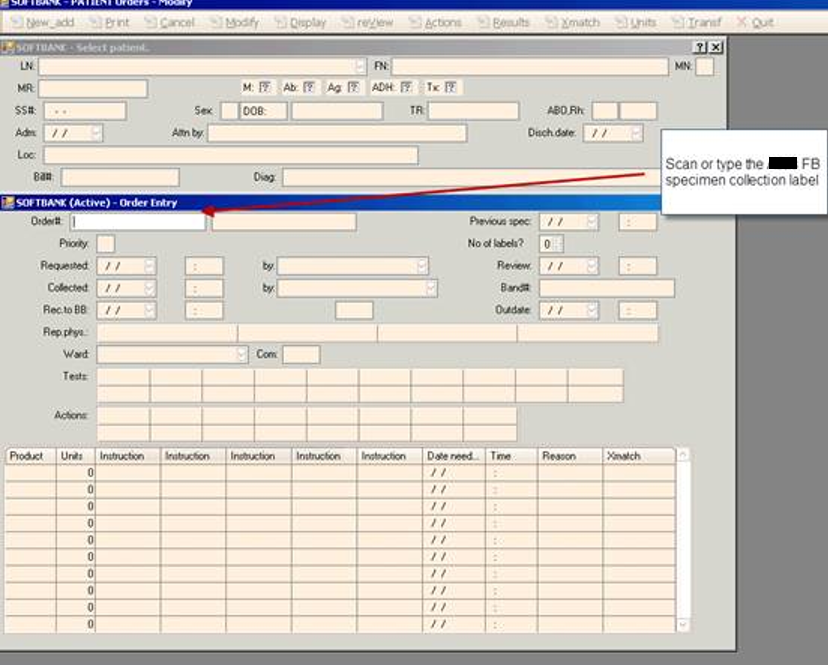 SOFTBANK - PATIENT Orders - Modify
New_add Print Cancel Modify Display reView Actions Results Xmatch Units Transf Quit
SOFTBANK - Select patient.
LN: FN: MN:
MR: M: ? Ab: ? Ag: ? ADH: ? Tx: ?
SS#: - - Sex: DOB: TR: ABO,Rh:
Adm: / / Attn by: Disch.date: / /
Loc:
Bill#: Diag:
Scan or type the FB
specimen collection label
SOFTBANK (Active) - Order Entry
Order#: Previous spec: / / :
Priority: No of labels? 0
Requested: / / : by: Review: / / :
Collected: / / : by: Band#:
Rec.to BB: / / : Outdate: / / :
Rep.phys.:
Ward: Com:
Tests:
Actions:
Product Units Instruction Instruction Instruction Instruction Instruction Date need... Time Reason Xmatch
0 / / :
0 / / :
0 / / :
0 / / :
0 / / :
0 / / :
0 / / :
0 / / :
0 / / :
0 / / :